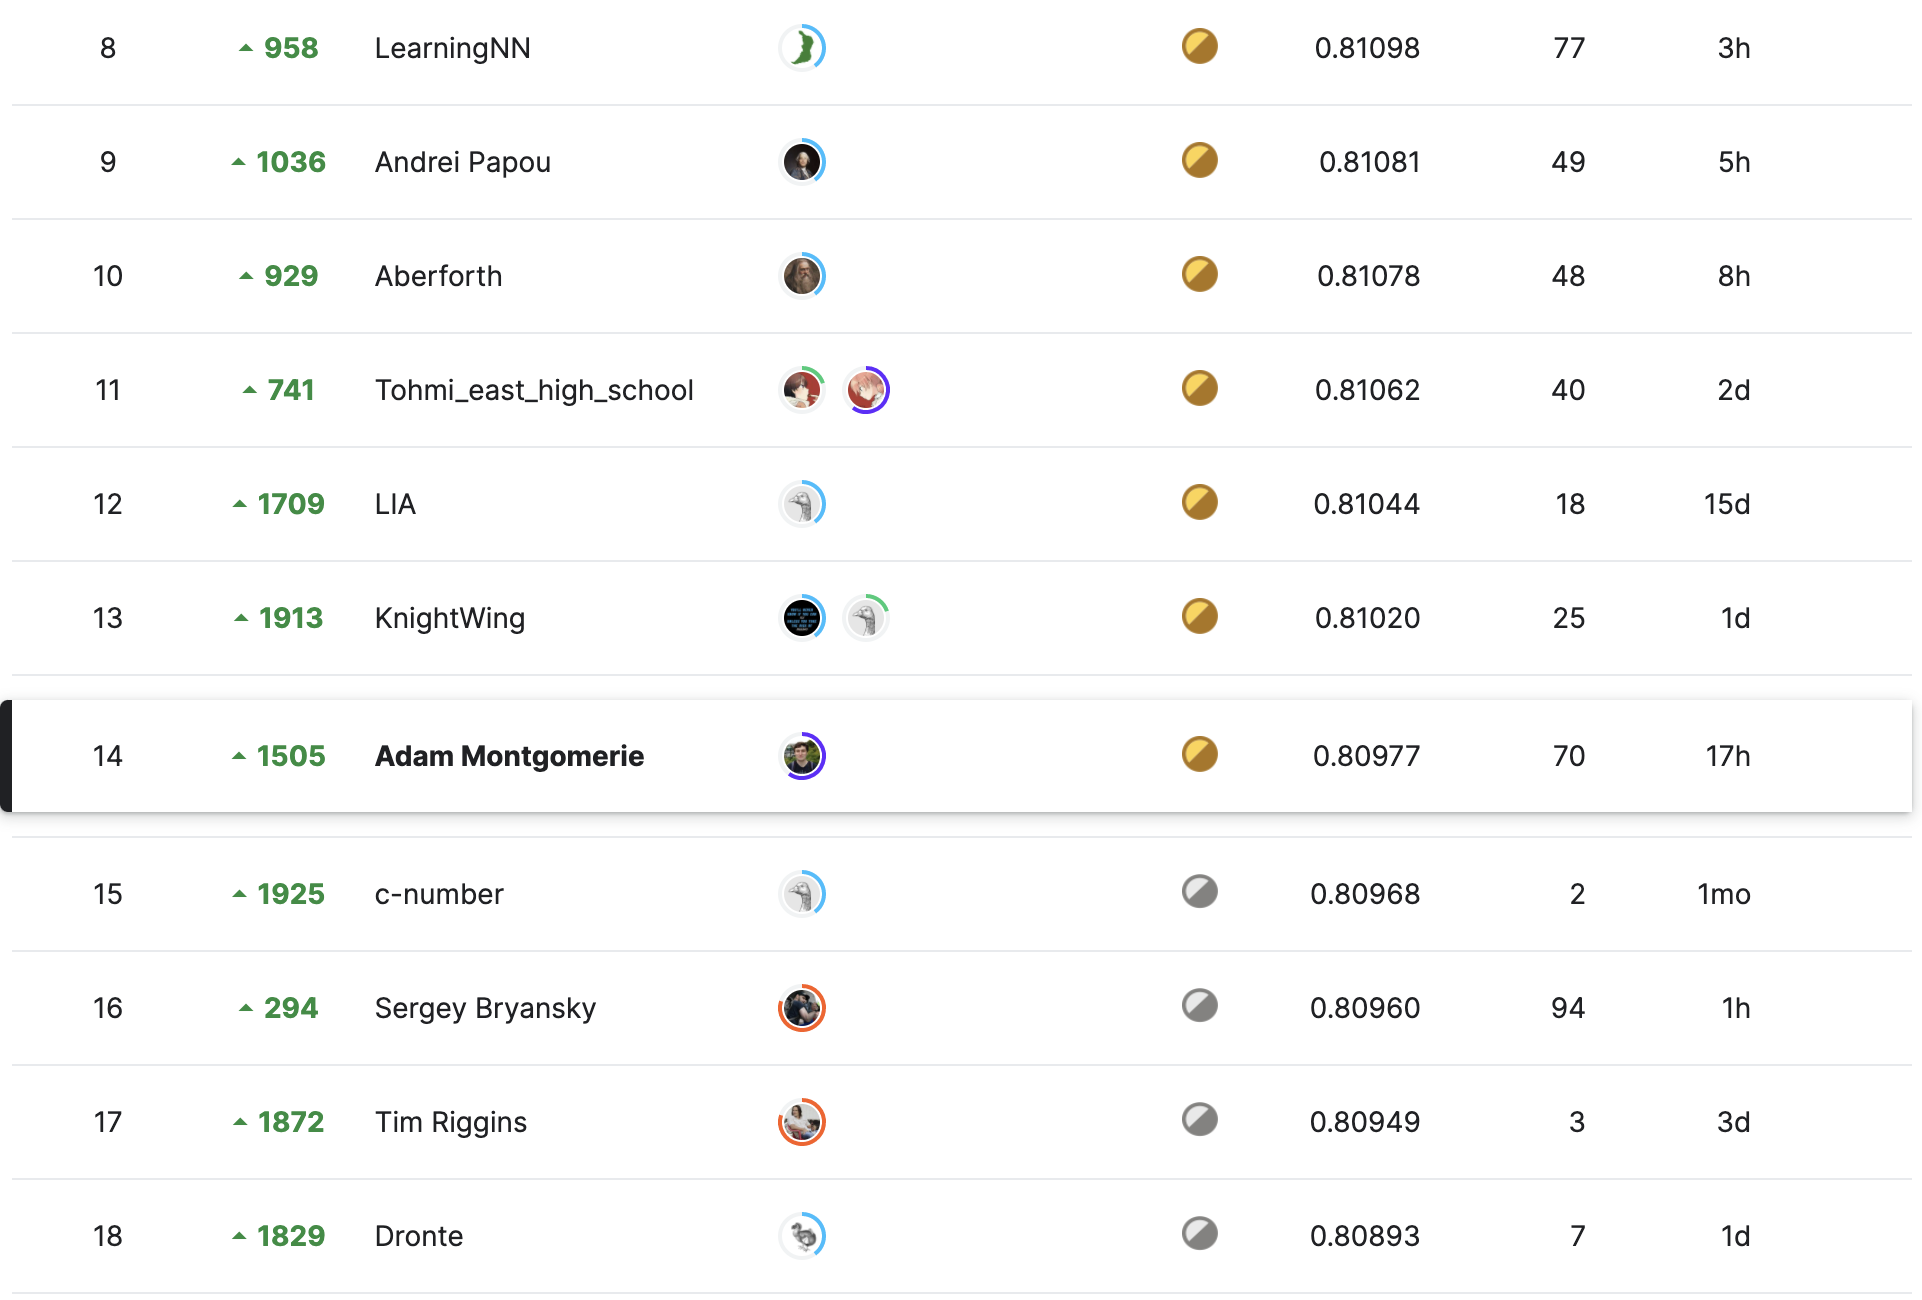 8 958 LearningNN 0.81098 77 3h
9 1036 Andrei Papou 0.81081 49 5h
10 929 Aberforth 0.81078 48 8h
11 741 Tohmi_east_high_school 0.81062 40 2d
12 1709 LIA 0.81044 18 15d
13 1913 KnightWing 0.81020 25 1d
14 1505 Adam Montgomerie 0.80977 70 17h
15 1925 c-number 0.80968 2 1mo
16 294 Sergey Bryansky 0.80960 94 1h
17 1872 Tim Riggins 0.80949 3 3d
18 1829 Dronte 0.80893 7 1d